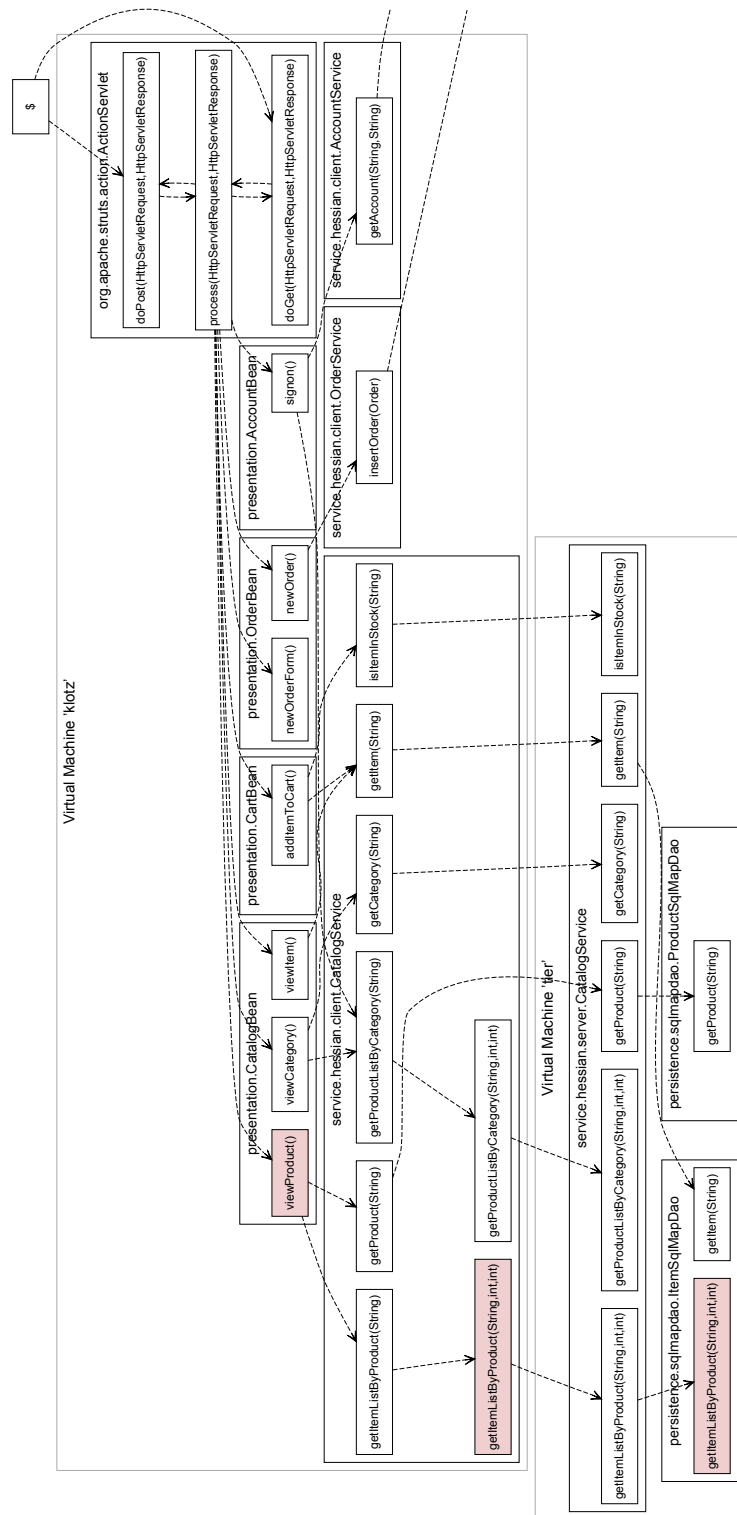 $
Virtual Machine 'klotz'
org.apache.struts.action.ActionServlet
doPost(HttpServletRequest,HttpServletResponse)
process(HttpServletRequest,HttpServletResponse)
doGet(HttpServletRequest,HttpServletResponse)
presentation.CatalogBean
viewProduct()
viewCategory()
viewItem()
presentation.CartBean
addItemToCart()
presentation.OrderBean
newOrderForm()
newOrder()
presentation.AccountBean
signon()
service.hessian.client.CatalogService
getItemListByProduct(String)
getProduct(String)
getProductListByCategory(String)
getCategory(String)
getItem(String)
isItemInStock(String)
getItemListByProduct(String,int,int)
getProductListByCategory(String,int,int)
service.hessian.client.OrderService
insertOrder(Order)
service.hessian.client.AccountService
getAccount(String,String)
Virtual Machine 'tier'
service.hessian.server.CatalogService
getItemListByProduct(String,int,int)
getProductListByCategory(String,int,int)
getProduct(String)
getCategory(String)
getItem(String)
isItemInStock(String)
persistence.sqlmapdao.ItemSqlMapDao
getItemListByProduct(String,int,int)
getItem(String)
persistence.sqlmapdao.ProductSqlMapDao
getProduct(String)